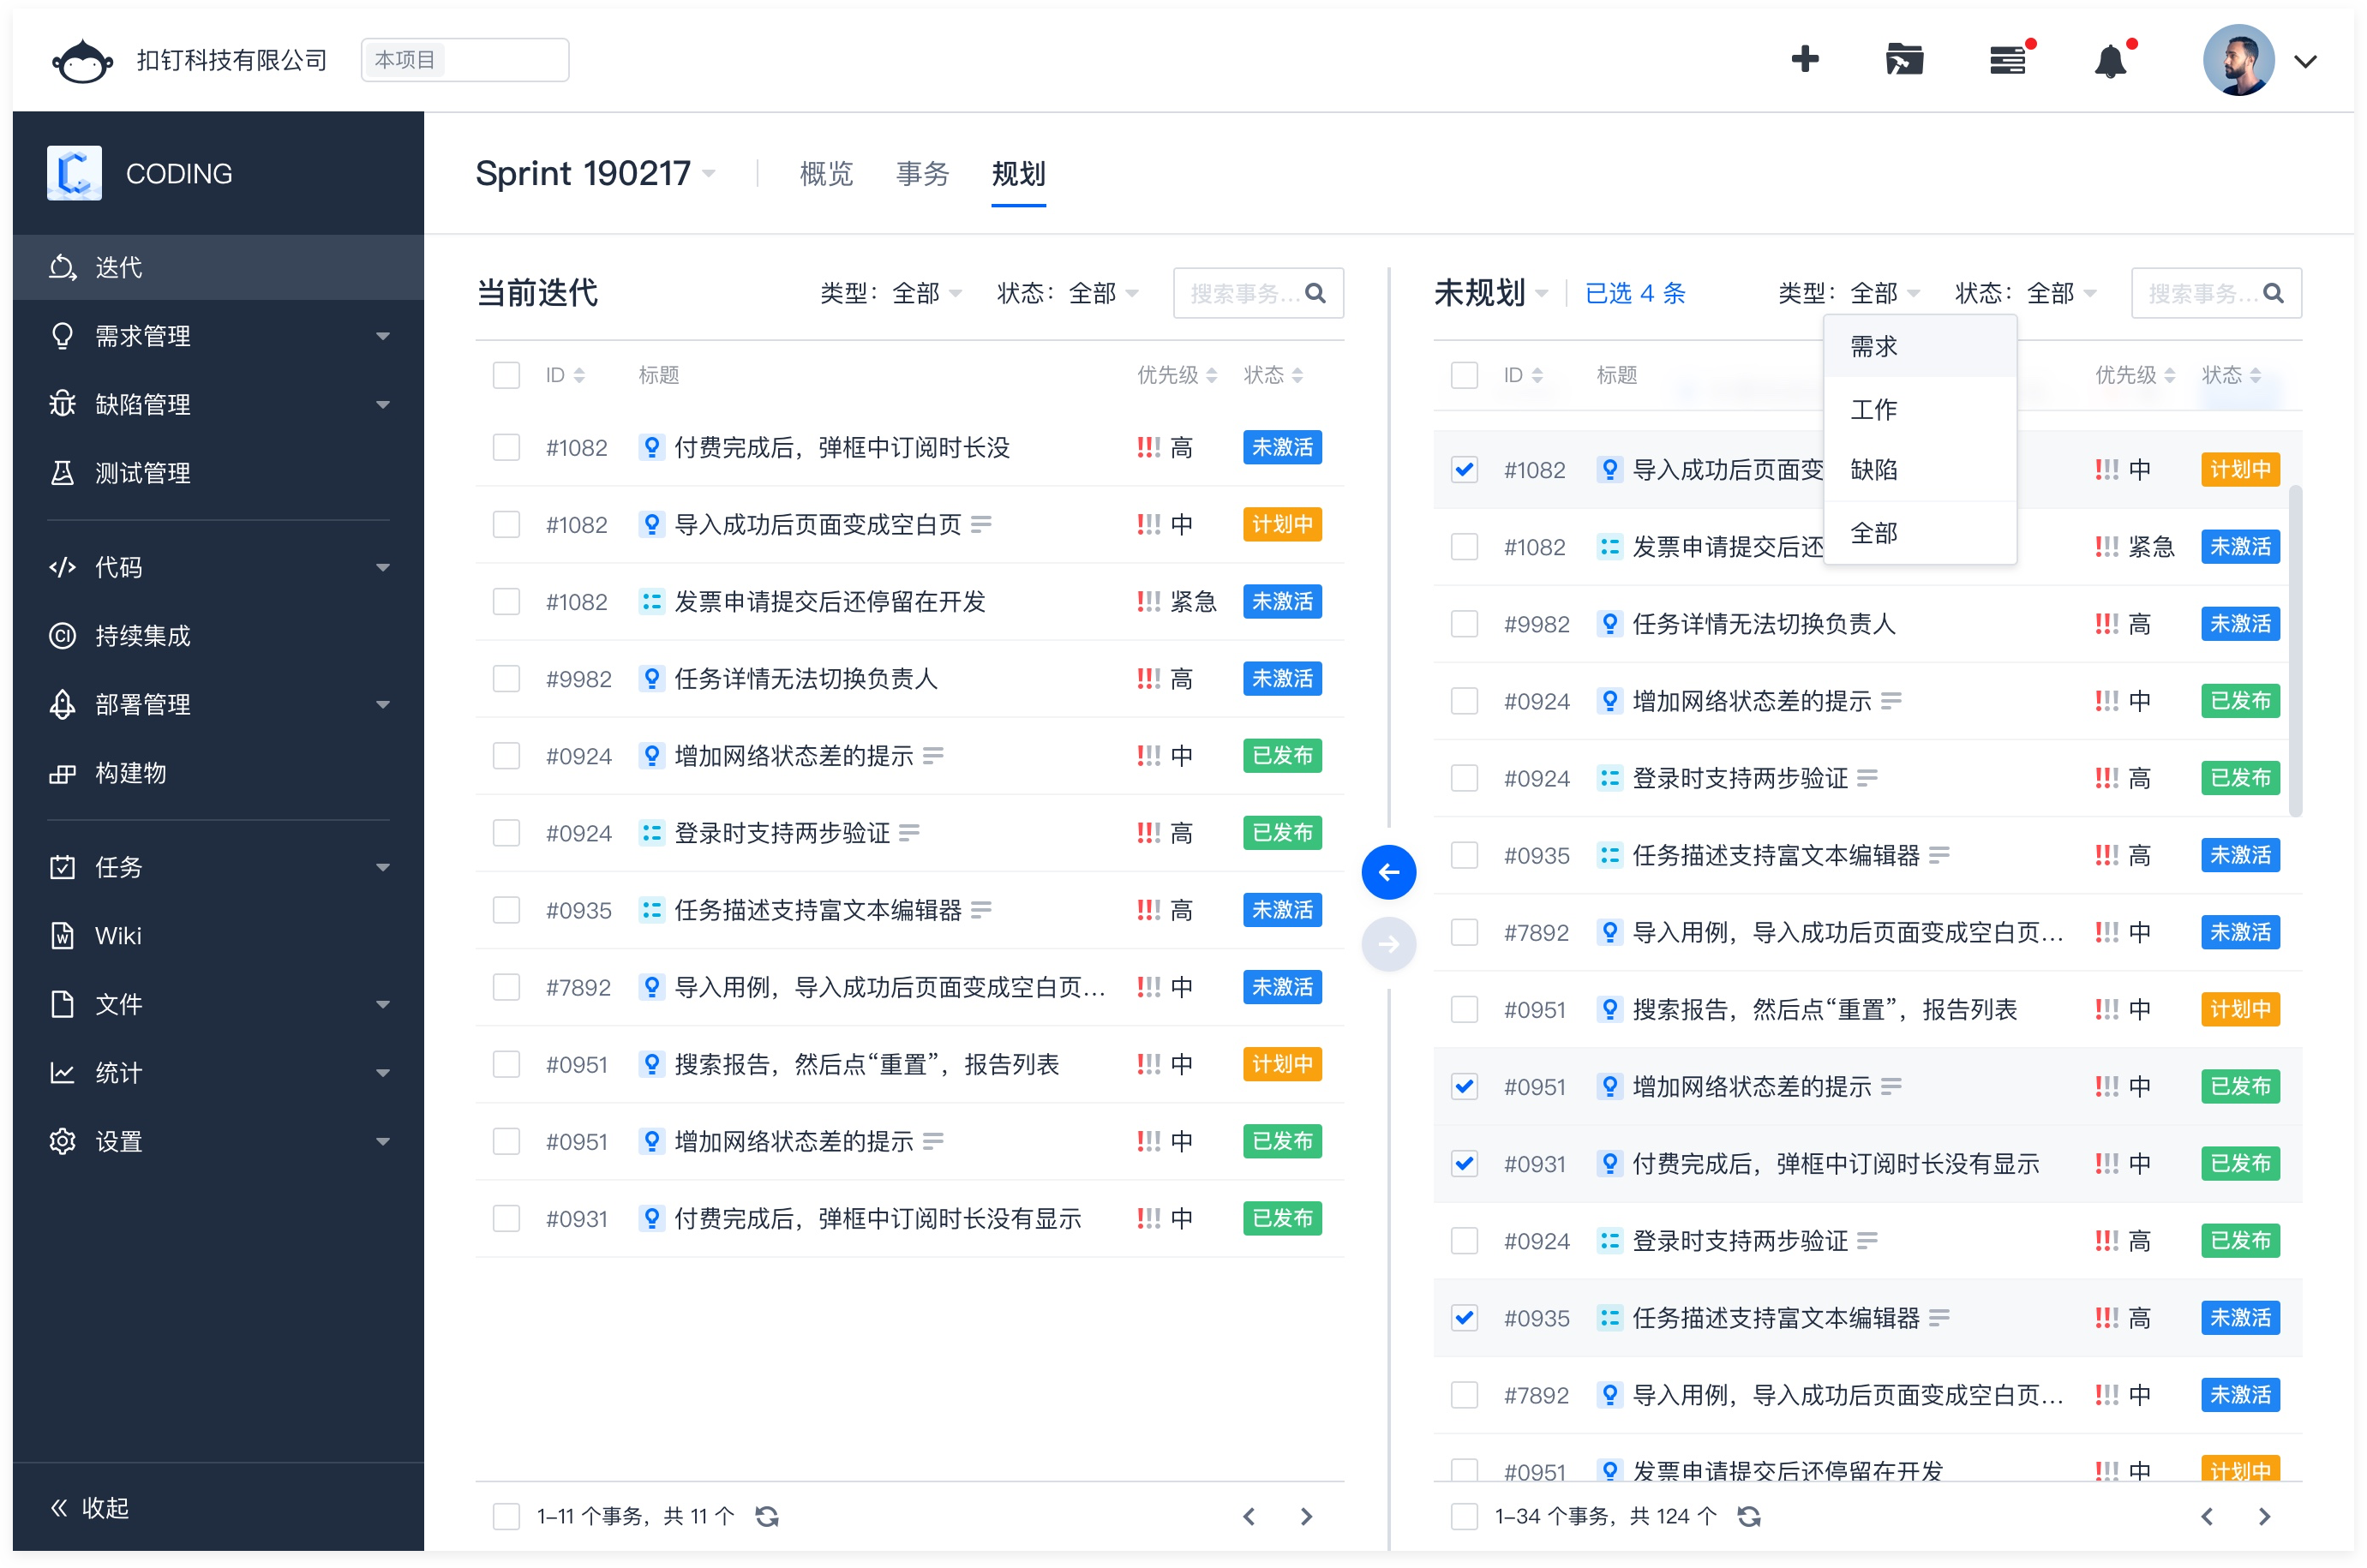 扣钉科技有限公司 本项目
CODING
迭代
需求管理
缺陷管理
测试管理
代码
CI 持续集成
部署管理
构建物
任务
W Wiki
文件
统计
设置
收起
Sprint 190217 概览 事务 规划
当前迭代 类型：全部 状态：全部 搜索事务...
ID 标题 优先级 状态
#1082 付费完成后，弹框中订阅时长没 高 未激活
#1082 导入成功后页面变成空白页 中 计划中
#1082 发票申请提交后还停留在开发 紧急 未激活
#9982 任务详情无法切换负责人 高 未激活
#0924 增加网络状态差的提示 中 已发布
#0924 登录时支持两步验证 高 已发布
#0935 任务描述支持富文本编辑器 高 未激活
#7892 导入用例，导入成功后页面变成空白页... 中 未激活
#0951 搜索报告，然后点“重置”，报告列表 中 计划中
#0951 增加网络状态差的提示 中 已发布
#0931 付费完成后，弹框中订阅时长没有显示 中 已发布
1-11 个事务，共 11 个
未规划 已选 4 条 类型：全部 状态：全部 搜索事务...
需求
工作
缺陷
全部
ID 标题 优先级 状态
#1082 导入成功后页面变 中 计划中
#1082 发票申请提交后还 紧急 未激活
#9982 任务详情无法切换负责人 高 未激活
#0924 增加网络状态差的提示 中 已发布
#0924 登录时支持两步验证 高 已发布
#0935 任务描述支持富文本编辑器 高 未激活
#7892 导入用例，导入成功后页面变成空白页... 中 未激活
#0951 搜索报告，然后点“重置”，报告列表 中 计划中
#0951 增加网络状态差的提示 中 已发布
#0931 付费完成后，弹框中订阅时长没有显示 中 已发布
#0924 登录时支持两步验证 高 已发布
#0935 任务描述支持富文本编辑器 高 未激活
#7892 导入用例，导入成功后页面变成空白页... 中 未激活
#0951 发票申请提交后还停留在开发 中 计划中
1-34 个事务，共 124 个